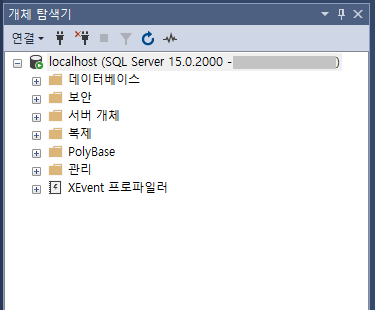 개체 탐색기
연결
localhost (SQL Server 15.0.2000 - )
데이터베이스
보안
서버 개체
복제
PolyBase
관리
XEvent 프로파일러